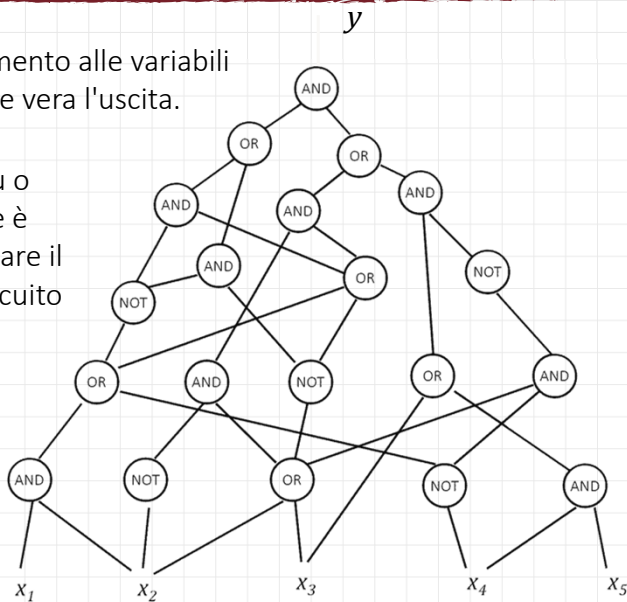 y
mento alle variabili
e vera l'uscita.
AND
OR
OR
u o
AND
AND
AND
e è
are il
AND
OR
NOT
cuito
NOT
OR
AND
NOT
OR
AND
AND
NOT
OR
NOT
AND
x₁
x₂
x₃
x₄
x₅